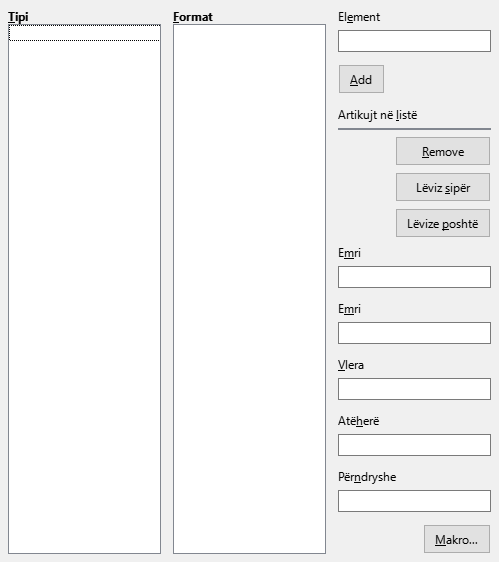 Tipi
Format
Element
Add
Artikujt në listë
Remove
Lëviz sipër
Lëvize poshtë
Emri
Emri
Vlera
Atëherë
Përndryshe
Makro...